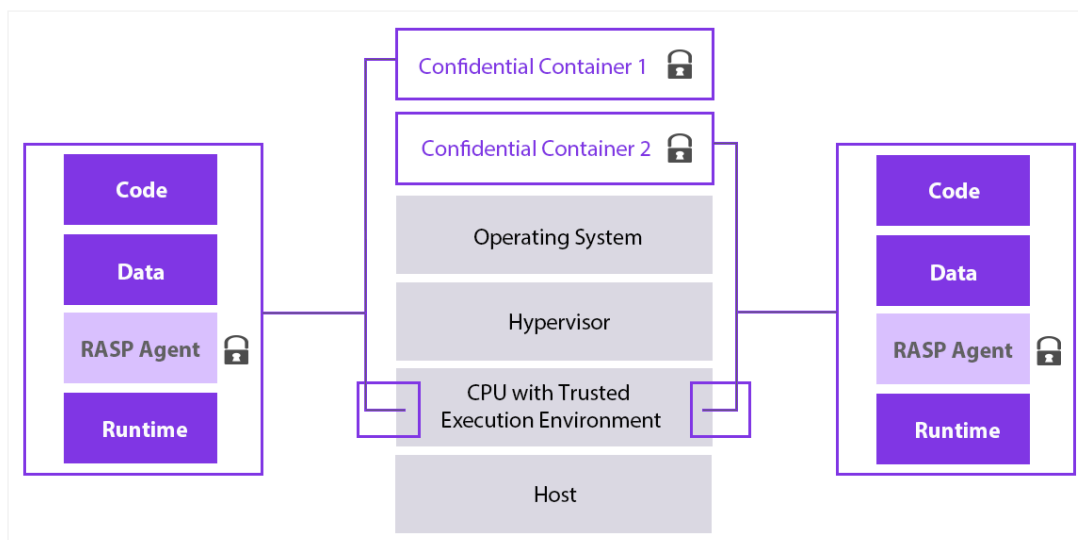 Confidential Container 1
Confidential Container 2
Operating System
Hypervisor
CPU with Trusted
Execution Environment
Host
Code
Data
RASP Agent
Runtime
Code
Data
RASP Agent
Runtime